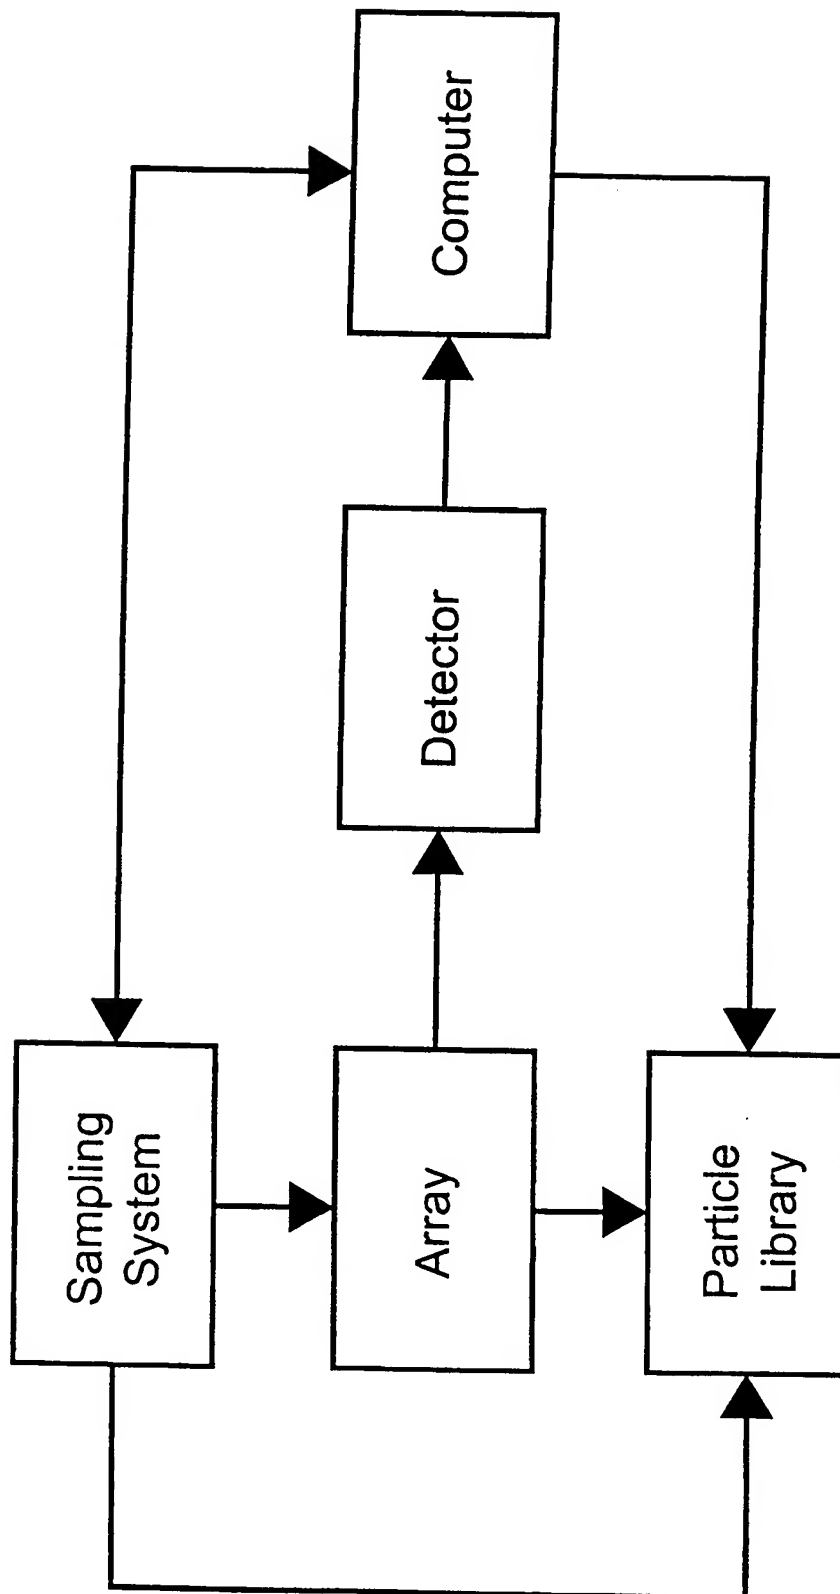 Sampling
System
Array
Particle
Library
Detector
Computer